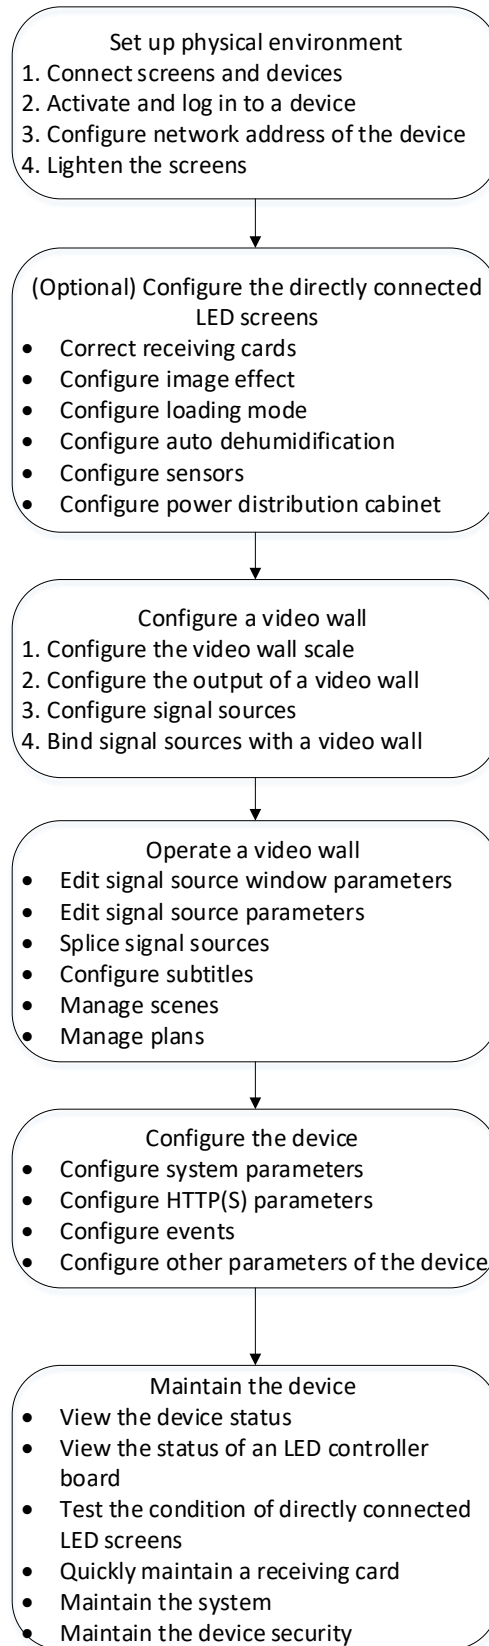 Set up physical environment
1. Connect screens and devices
2. Activate and log in to a device
3. Configure network address of the device
4. Lighten the screens
(Optional) Configure the directly connected
LED screens
• Correct receiving cards
• Configure image effect
• Configure loading mode
• Configure auto dehumidification
• Configure sensors
• Configure power distribution cabinet
Configure a video wall
1. Configure the video wall scale
2. Configure the output of a video wall
3. Configure signal sources
4. Bind signal sources with a video wall
Operate a video wall
• Edit signal source window parameters
• Edit signal source parameters
• Splice signal sources
• Configure subtitles
• Manage scenes
• Manage plans
Configure the device
• Configure system parameters
• Configure HTTP(S) parameters
• Configure events
• Configure other parameters of the device
Maintain the device
• View the device status
• View the status of an LED controller
board
• Test the condition of directly connected
LED screens
• Quickly maintain a receiving card
• Maintain the system
• Maintain the device security